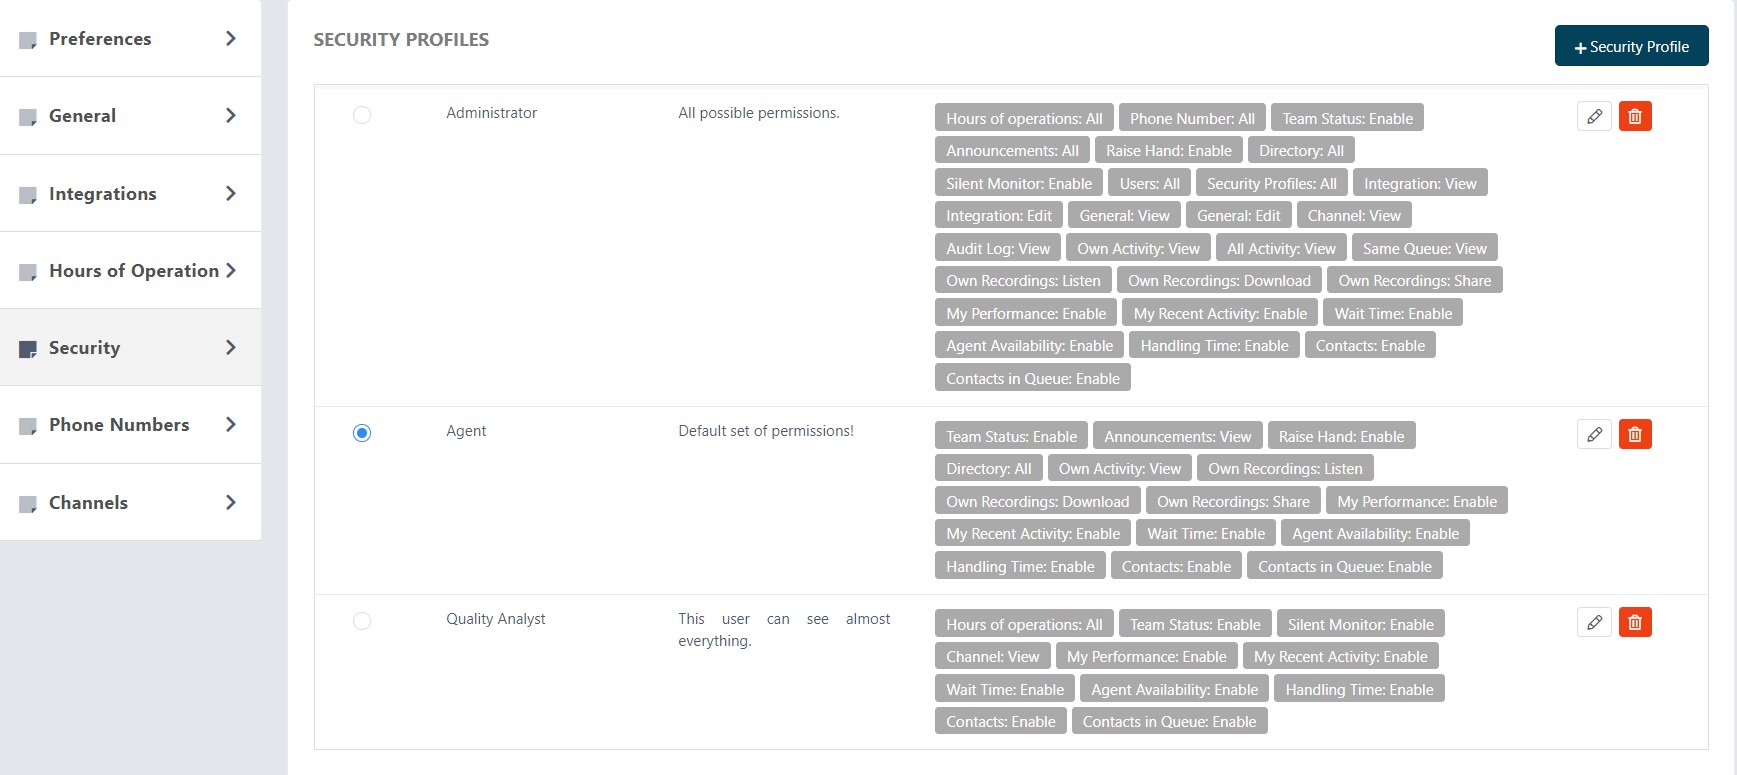 Preferences
General
Integrations
Hours of Operation
Security
Phone Numbers
Channels
SECURITY PROFILES
+ Security Profile
Administrator
All possible permissions.
Hours of operations: All Phone Number: All Team Status: Enable
Announcements: All Raise Hand: Enable Directory: All
Silent Monitor: Enable Users: All Security Profiles: All Integration: View
Integration: Edit General: View General: Edit Channel: View
Audit Log: View Own Activity: View All Activity: View Same Queue: View
Own Recordings: Listen Own Recordings: Download Own Recordings: Share
My Performance: Enable My Recent Activity: Enable Wait Time: Enable
Agent Availability: Enable Handling Time: Enable Contacts: Enable
Contacts in Queue: Enable
Agent
Default set of permissions!
Team Status: Enable Announcements: View Raise Hand: Enable
Directory: All Own Activity: View Own Recordings: Listen
Own Recordings: Download Own Recordings: Share My Performance: Enable
My Recent Activity: Enable Wait Time: Enable Agent Availability: Enable
Handling Time: Enable Contacts: Enable Contacts in Queue: Enable
Quality Analyst
This user can see almost
everything.
Hours of operations: All Team Status: Enable Silent Monitor: Enable
Channel: View My Performance: Enable My Recent Activity: Enable
Wait Time: Enable Agent Availability: Enable Handling Time: Enable
Contacts: Enable Contacts in Queue: Enable